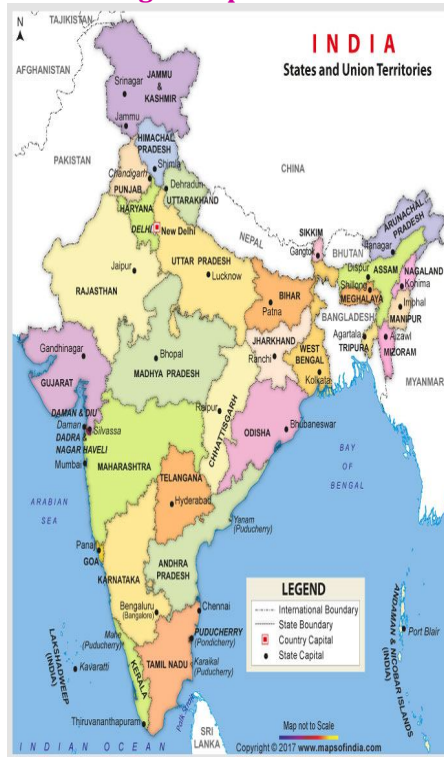 N
TAJIKISTAN
INDIA
States and Union Territories
AFGHANISTAN
JAMMU
&
KASHMIR
Srinagar
Jammu
PAKISTAN
HIMACHAL
PRADESH
Shimla
Chandigarh
PUNJAB
Dehradun
UTTARAKHAND
HARYANA
DELHI
New Delhi
CHINA
NEPAL
SIKKIM
Gangtok
BHUTAN
ARUNACHAL
PRADESH
Itanagar
Dispur
ASSAM
NAGALAND
Kohima
Shillong
MEGHALAYA
Imphal
MANIPUR
BANGLADESH
Agartala
TRIPURA
Aizawl
MIZORAM
MYANMAR
Jaipur
RAJASTHAN
UTTAR PRADESH
Lucknow
BIHAR
Patna
JHARKHAND
Ranchi
WEST
BENGAL
Kolkata
Gandhinagar
GUJARAT
Bhopal
MADHYA PRADESH
Raipur
CHHATTISGARH
ODISHA
Bhubaneswar
DAMAN & DIU
Daman
Silvassa
DADRA &
NAGAR HAVELI
Mumbai
MAHARASHTRA
TELANGANA
Hyderabad
ARABIAN
SEA
BAY
OF
BENGAL
Yanam
(Puducherry)
Panaji
GOA
KARNATAKA
ANDHRA
PRADESH
Bengaluru
(Bangalore)
Chennai
PUDUCHERRY
(Pondicherry)
Mahe
(Puducherry)
Karaikal
(Puducherry)
TAMIL NADU
KERALA
LAKSHADWEEP
(INDIA)
Kavaratti
Thiruvananthapuram
SRI
LANKA
INDIAN OCEAN
ANDAMAN & NICOBAR ISLANDS
(INDIA)
Port Blair
LEGEND
International Boundary
State Boundary
Country Capital
State Capital
Map not to Scale
Copyright © 2017 www.mapsofindia.com